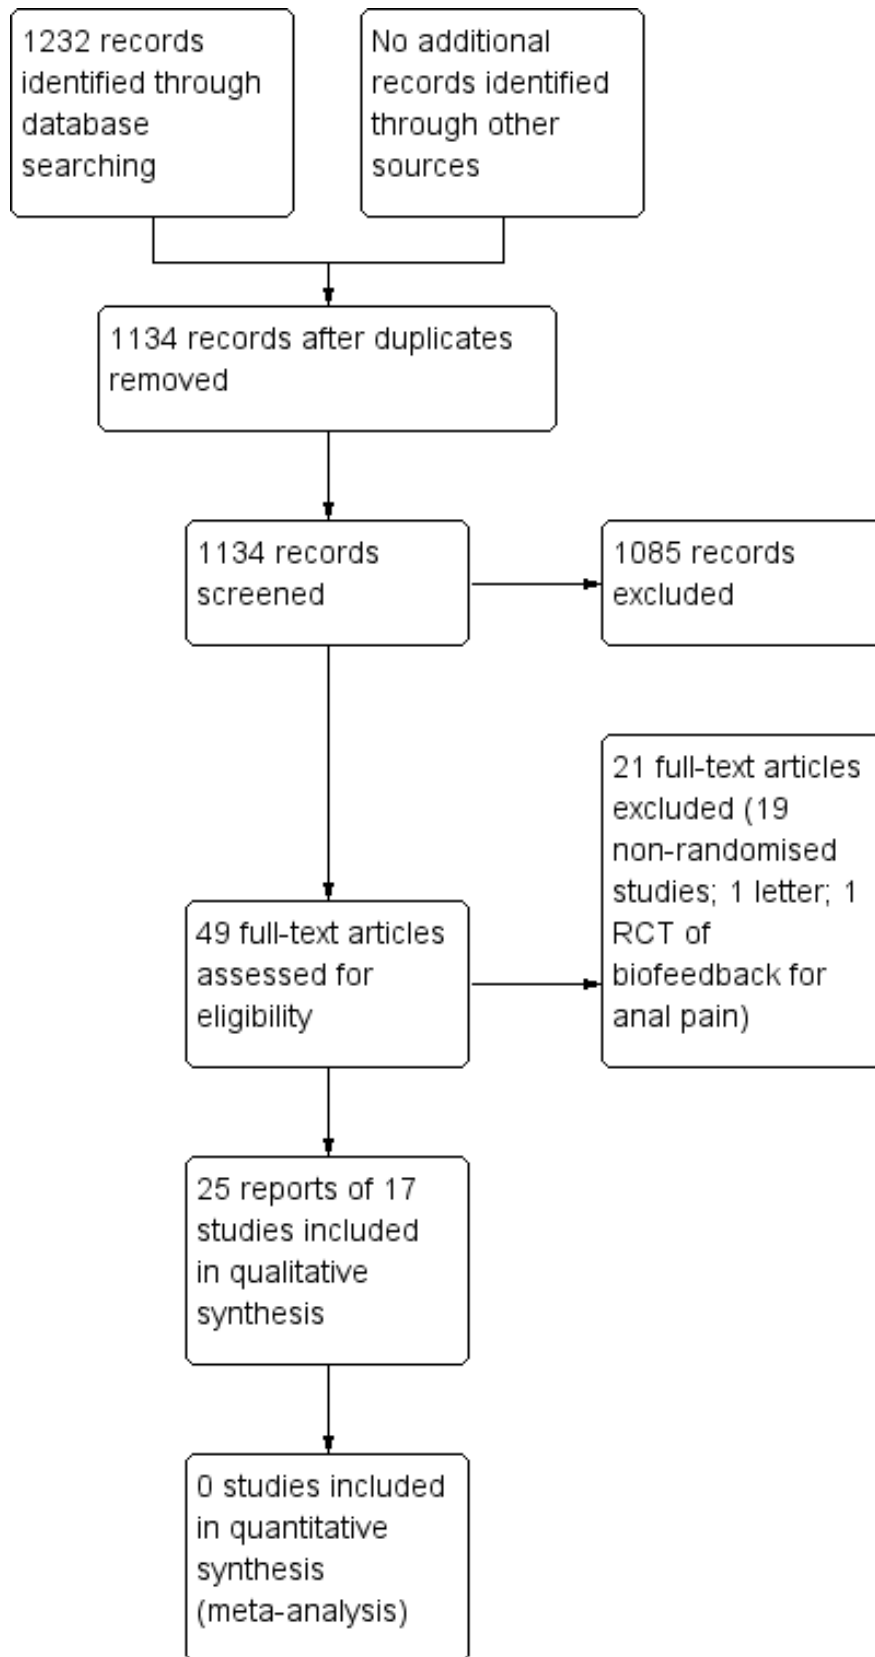 1232 records
identified through
database
searching
No additional
records identified
through other
sources
1134 records after duplicates
removed
1134 records
screened
1085 records
excluded
21 full-text articles
excluded (19
non-randomised
studies; 1 letter; 1
RCT of
biofeedback for
anal pain)
49 full-text articles
assessed for
eligibility
25 reports of 17
studies included
in qualitative
synthesis
0 studies included
in quantitative
synthesis
(meta-analysis)